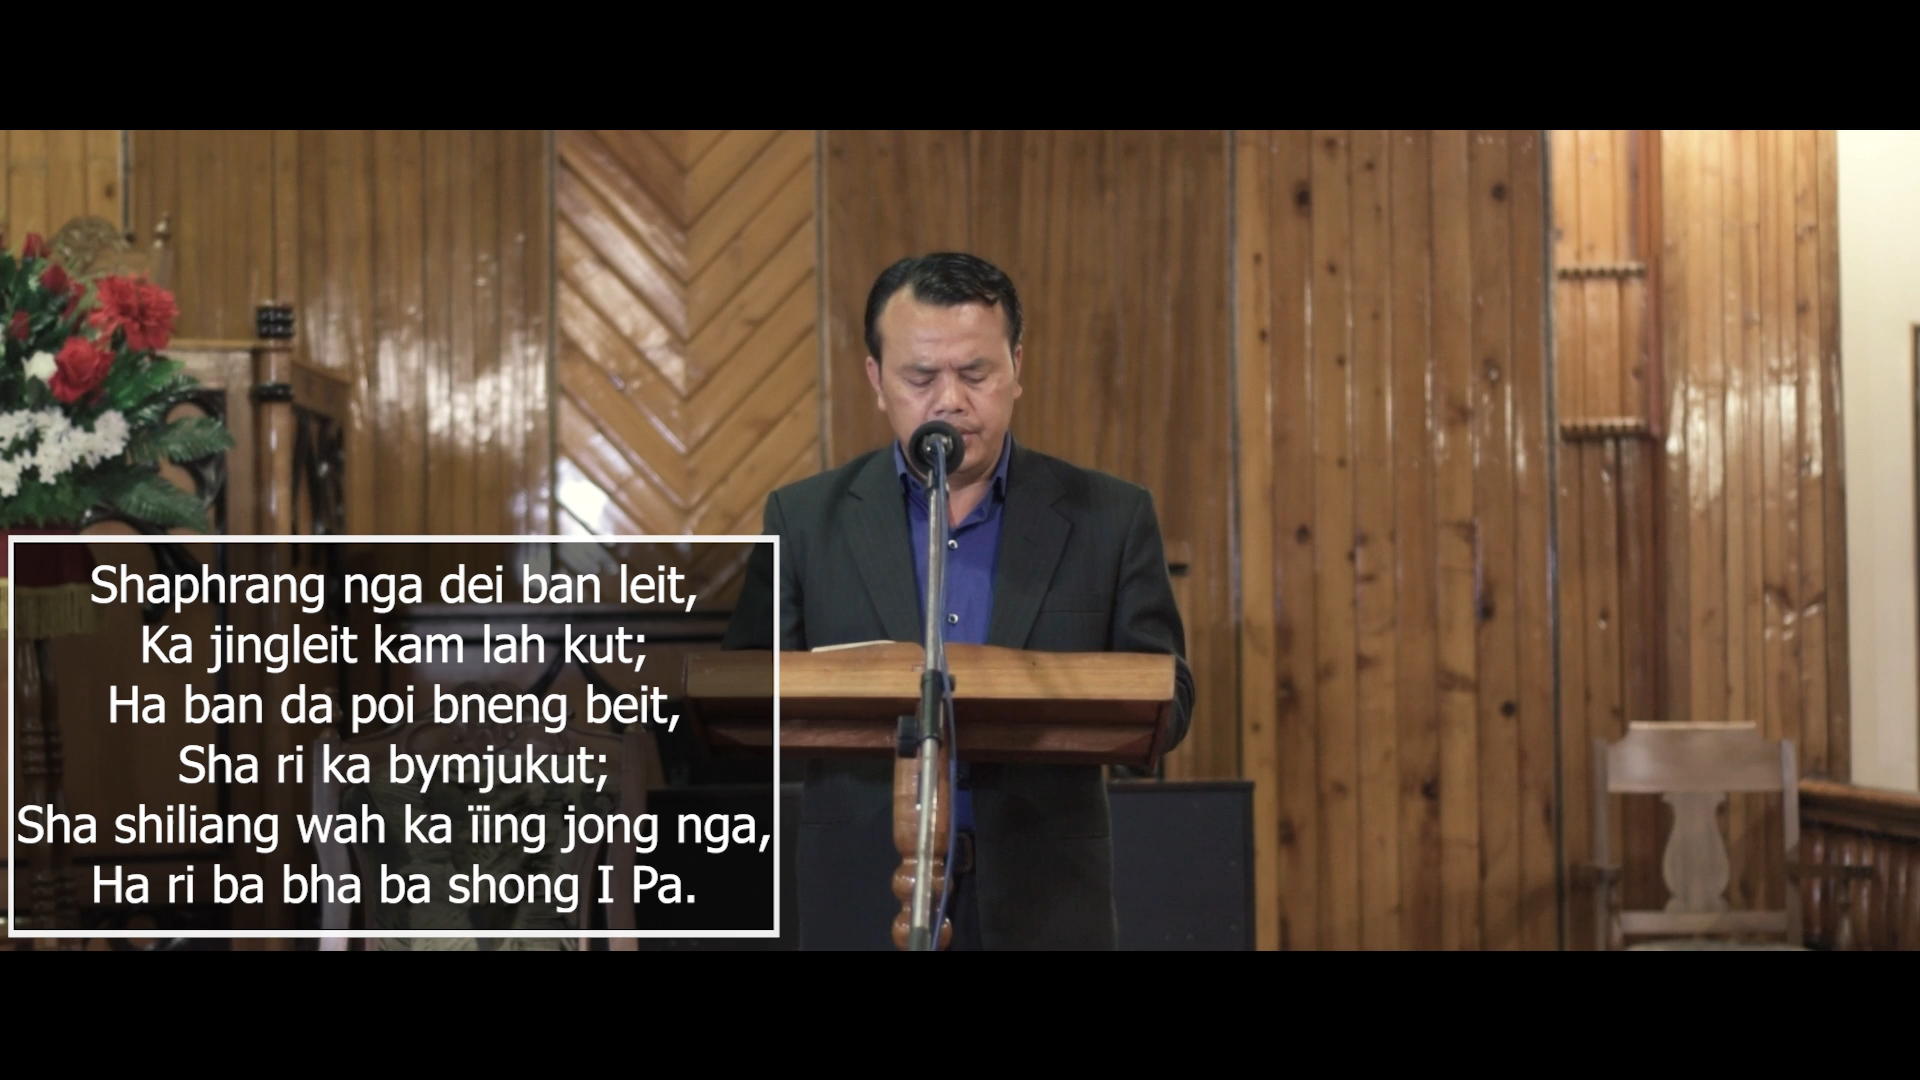 Shaphrang nga dei ban leit,
Ka jingleit kam lah kut;
Ha ban da poi bneng beit,
Sha ri ka bymjukut;
Sha shiliang wah ka ïing jong nga,
Ha ri ba bha ba shong I Pa.